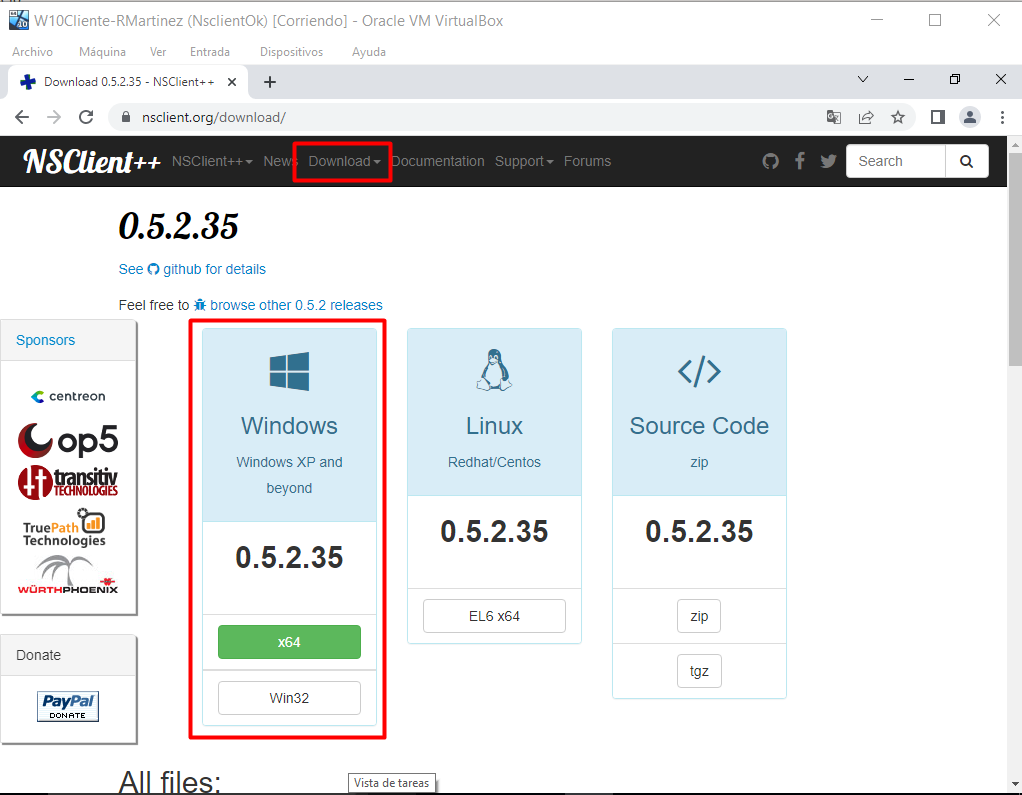 W10Cliente-RMartinez (NsclientOk) [Corriendo] - Oracle VM VirtualBox
Archivo Máquina Ver Entrada Dispositivos Ayuda
Download 0.5.2.35 - NSClient++
nsclient.org/download/
NSClient++ NSClient++ News Download Documentation Support Forums Search
0.5.2.35
See github for details
Feel free to browse other 0.5.2 releases
Sponsors
centreon
op5
transitiv
TECHNOLOGIES
TruePath
Technologies
WÜRTHPHOENIX
Donate
PayPal
DONATE
Windows
Windows XP and
beyond
0.5.2.35
x64
Win32
Linux
Redhat/Centos
0.5.2.35
EL6 x64
Source Code
zip
0.5.2.35
zip
tgz
All files:
Vista de tareas